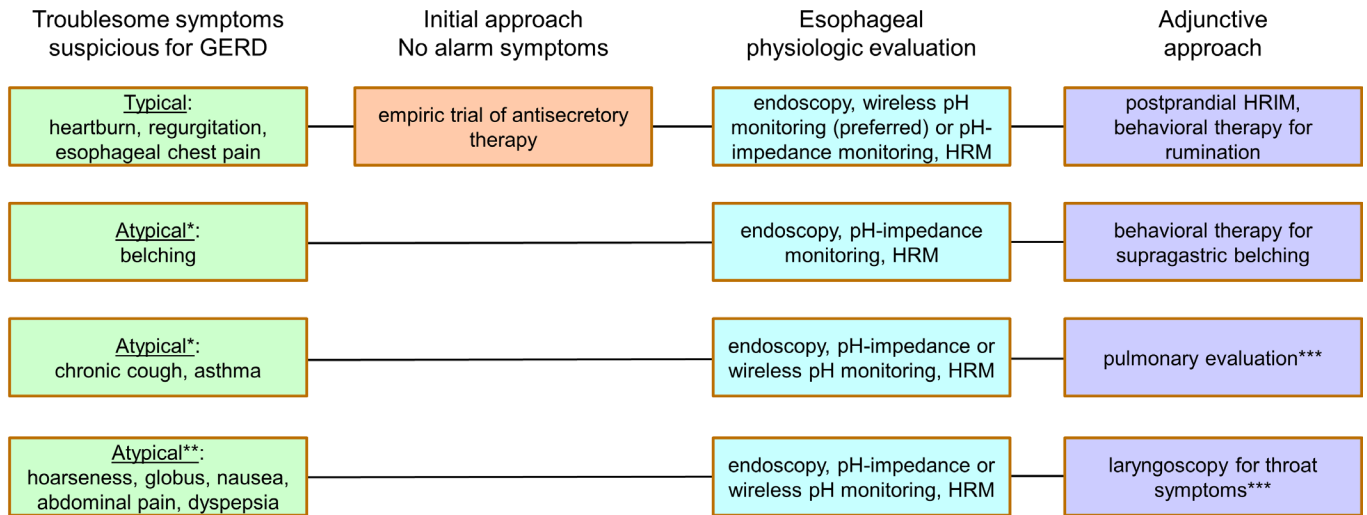 Troublesome symptoms
suspicious for GERD
Initial approach
No alarm symptoms
Esophageal
physiologic evaluation
Adjunctive
approach
Typical:
heartburn, regurgitation,
esophageal chest pain
empiric trial of antisecretory
therapy
endoscopy, wireless pH
monitoring (preferred) or pH-
impedance monitoring, HRM
postprandial HRIM,
behavioral therapy for
rumination
Atypical*:
belching
endoscopy, pH-impedance
monitoring, HRM
behavioral therapy for
supragastric belching
Atypical*:
chronic cough, asthma
endoscopy, pH-impedance or
wireless pH monitoring, HRM
pulmonary evaluation***
Atypical**:
hoarseness, globus, nausea,
abdominal pain, dyspepsia
endoscopy, pH-impedance or
wireless pH monitoring, HRM
laryngoscopy for throat
symptoms***